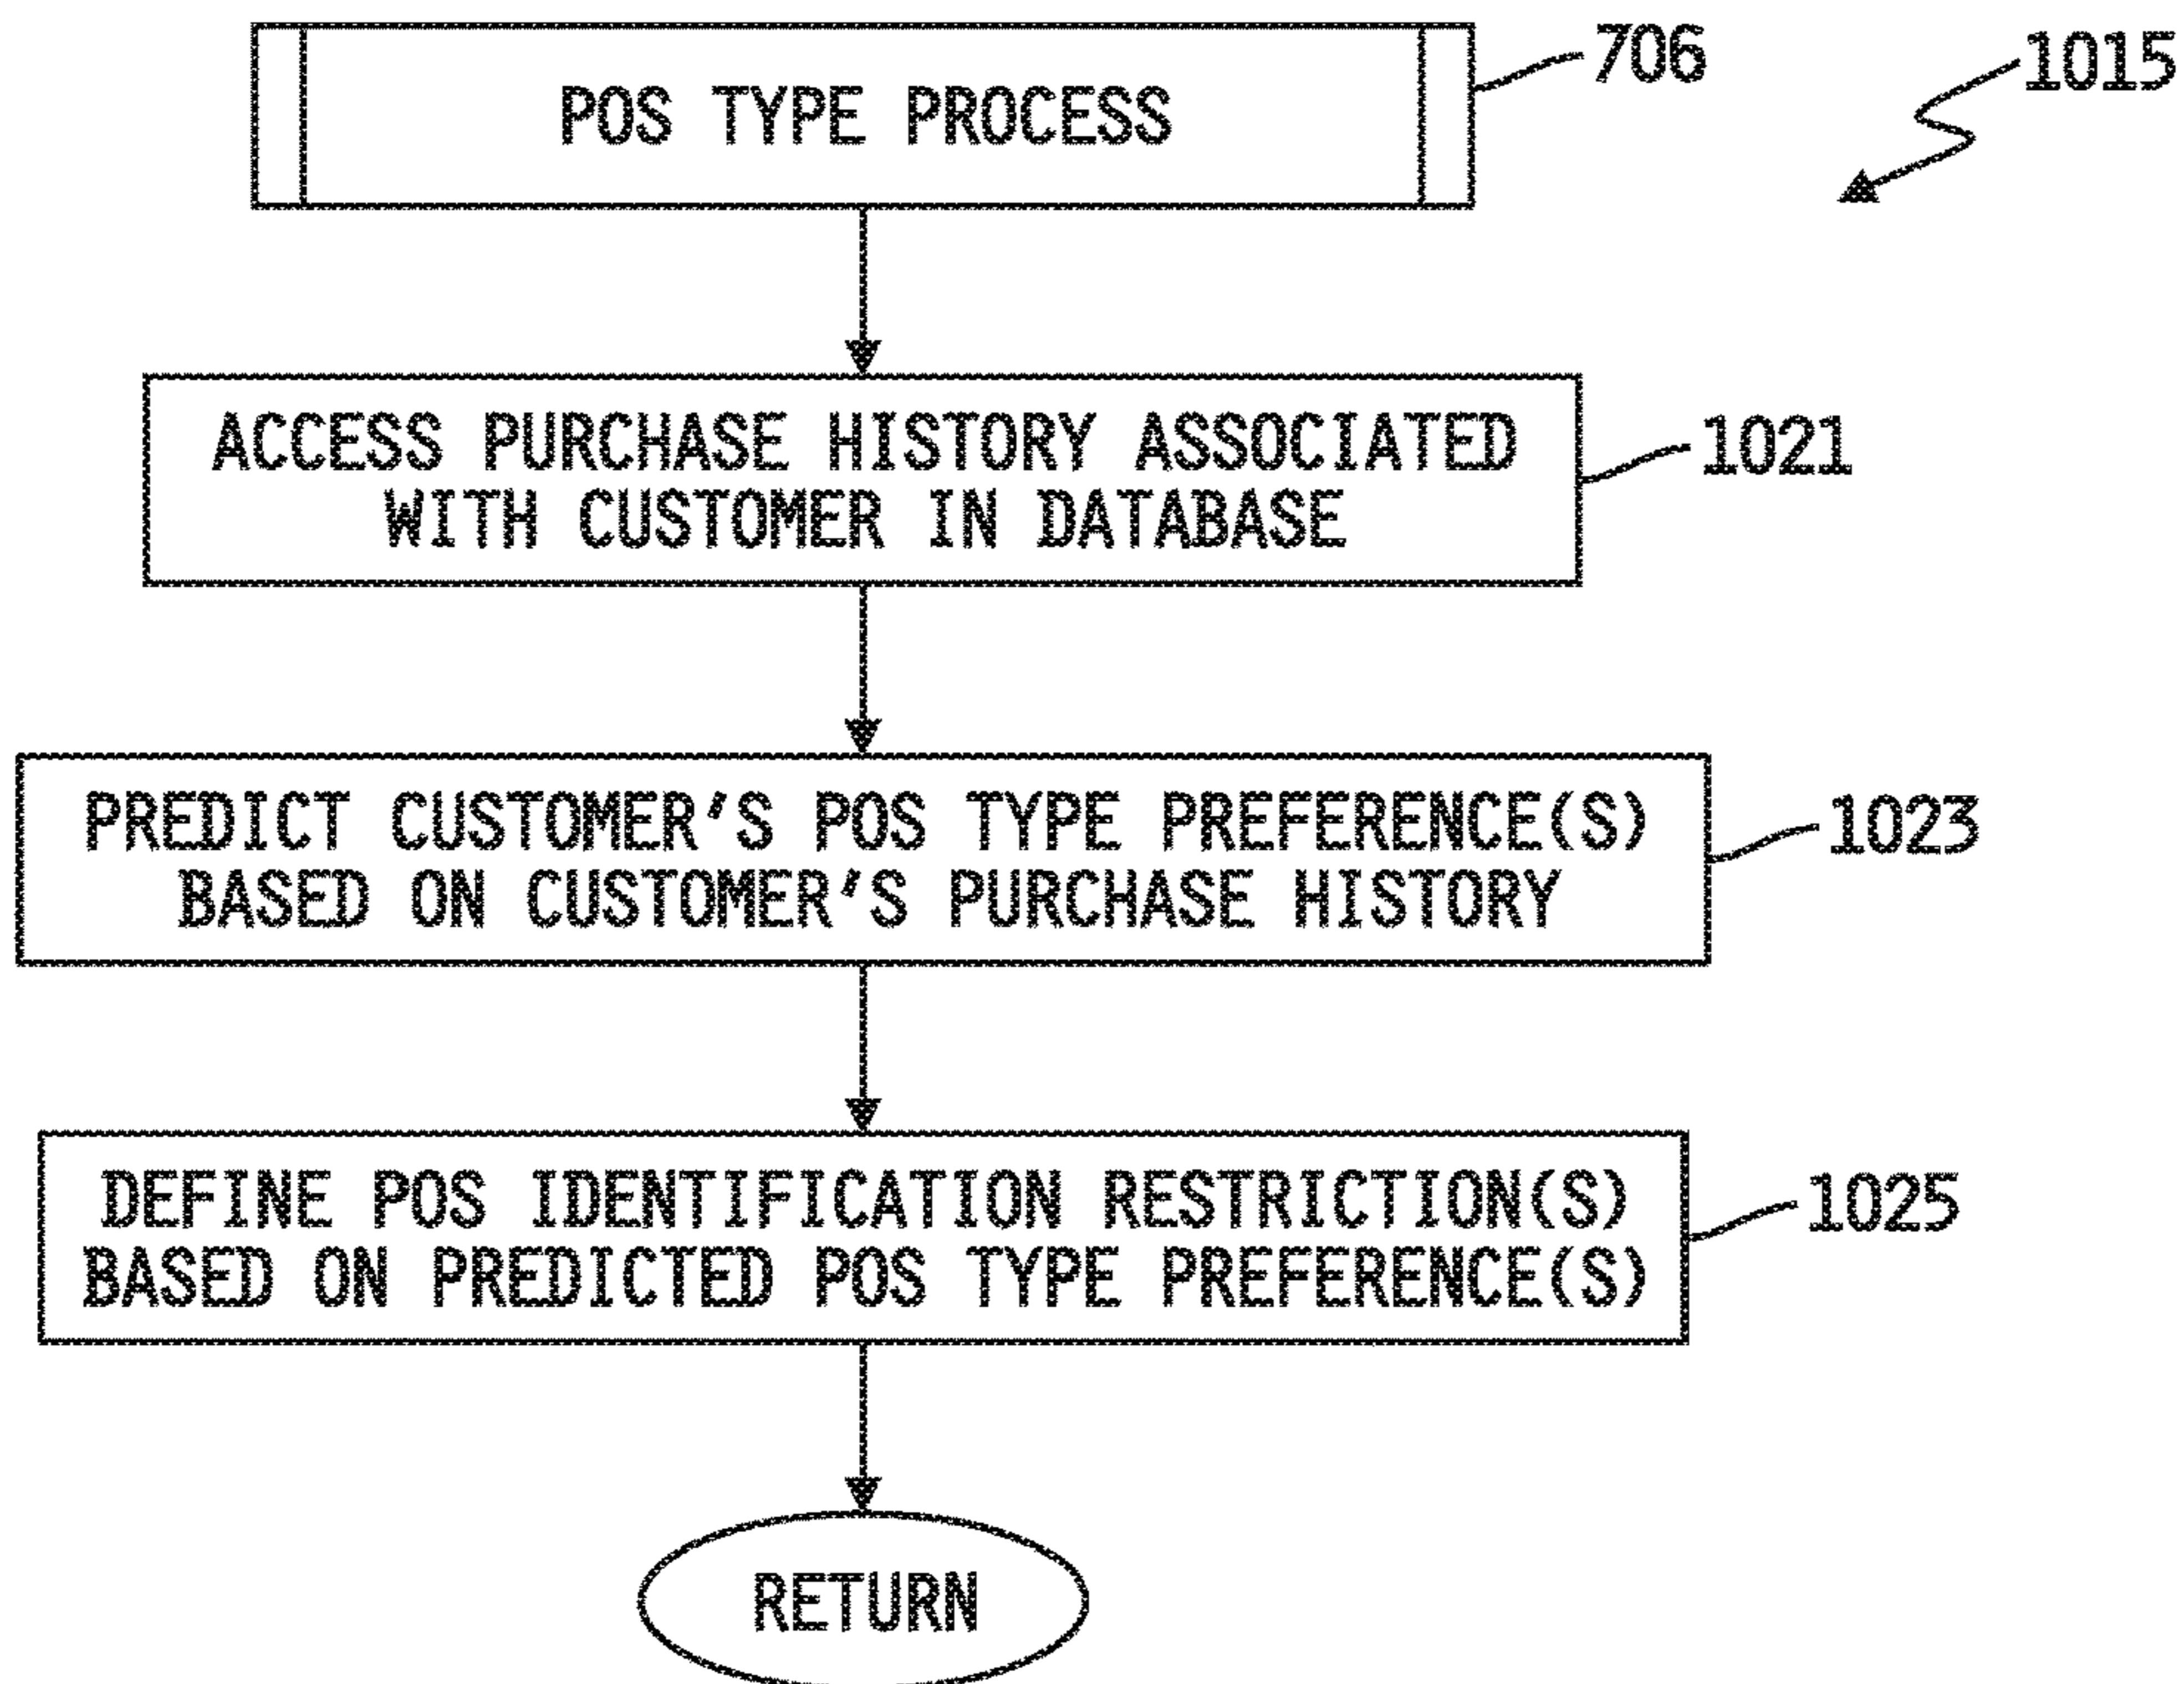 POS TYPE PROCESS
706
1015
ACCESS PURCHASE HISTORY ASSOCIATED
WITH CUSTOMER IN DATABASE
1021
PREDICT CUSTOMER'S POS TYPE PREFERENCE(S)
BASED ON CUSTOMER'S PURCHASE HISTORY
1023
DEFINE POS IDENTIFICATION RESTRICTION(S)
BASED ON PREDICTED POS TYPE PREFERENCE(S)
1025
RETURN